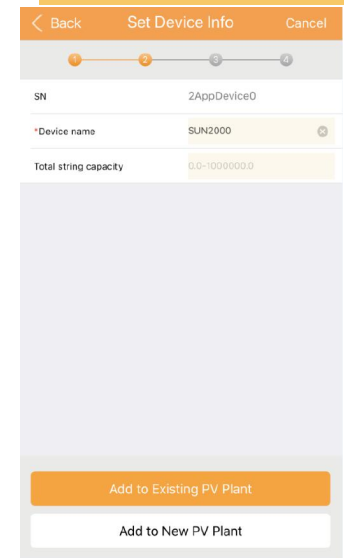 Back Set Device Info Cancel
1 2 3 4
SN 2AppDevice0
*Device name SUN2000
Total string capacity 0.0-1000000.0
Add to Existing PV Plant
Add to New PV Plant